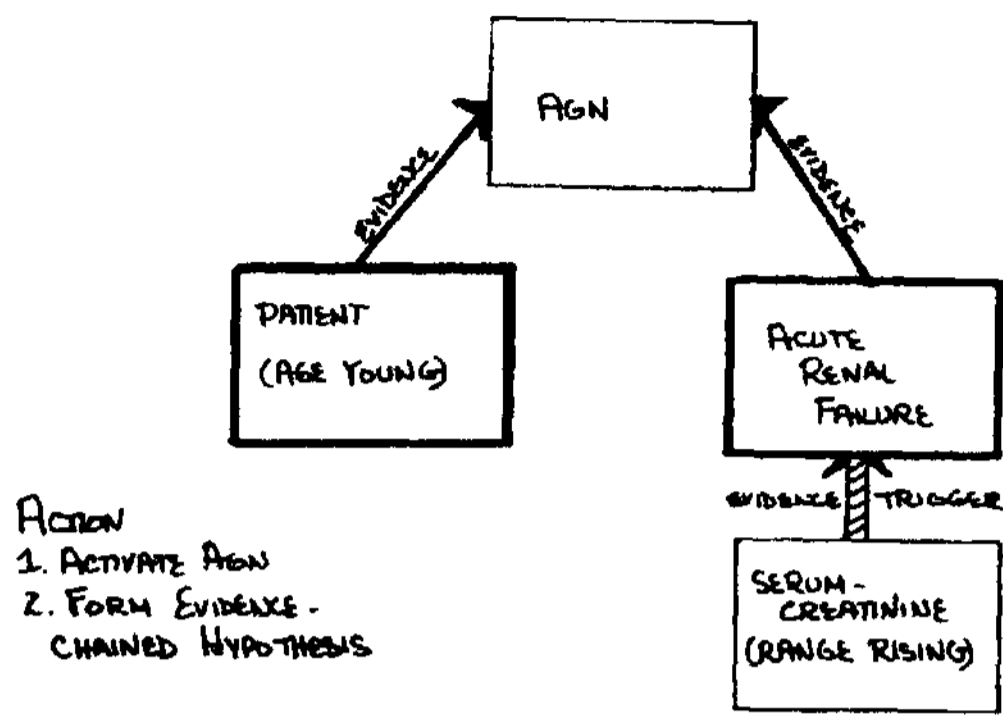 AGN
EVIDENCE
EVIDENCE
PATIENT
(AGE YOUNG)
ACUTE
RENAL
FAILURE
EVIDENCE TRIGGER
SERUM-
CREATININE
(RANGE RISING)
ACTION
1. ACTIVATE AGN
2. FORM EVIDENCE-
CHAINED HYPOTHESIS